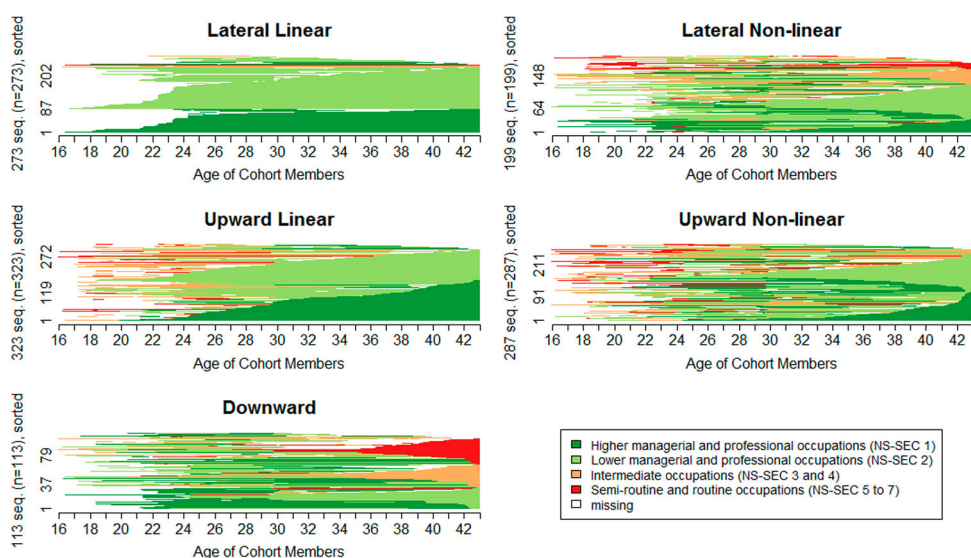 Lateral Linear
273 seq. (n=273), sorted
1 87 202
16 18 20 22 24 26 28 30 32 34 36 38 40 42
Age of Cohort Members
Lateral Non-linear
199 seq. (n=199), sorted
1 64 148
16 18 20 22 24 26 28 30 32 34 36 38 40 42
Age of Cohort Members
Upward Linear
323 seq. (n=323), sorted
1 119 272
16 18 20 22 24 26 28 30 32 34 36 38 40 42
Age of Cohort Members
Upward Non-linear
287 seq. (n=287), sorted
1 91 211
16 18 20 22 24 26 28 30 32 34 36 38 40 42
Age of Cohort Members
Downward
113 seq. (n=113), sorted
1 37 79
16 18 20 22 24 26 28 30 32 34 36 38 40 42
Age of Cohort Members
Higher managerial and professional occupations (NS-SEC 1)
Lower managerial and professional occupations (NS-SEC 2)
Intermediate occupations (NS-SEC 3 and 4)
Semi-routine and routine occupations (NS-SEC 5 to 7)
missing